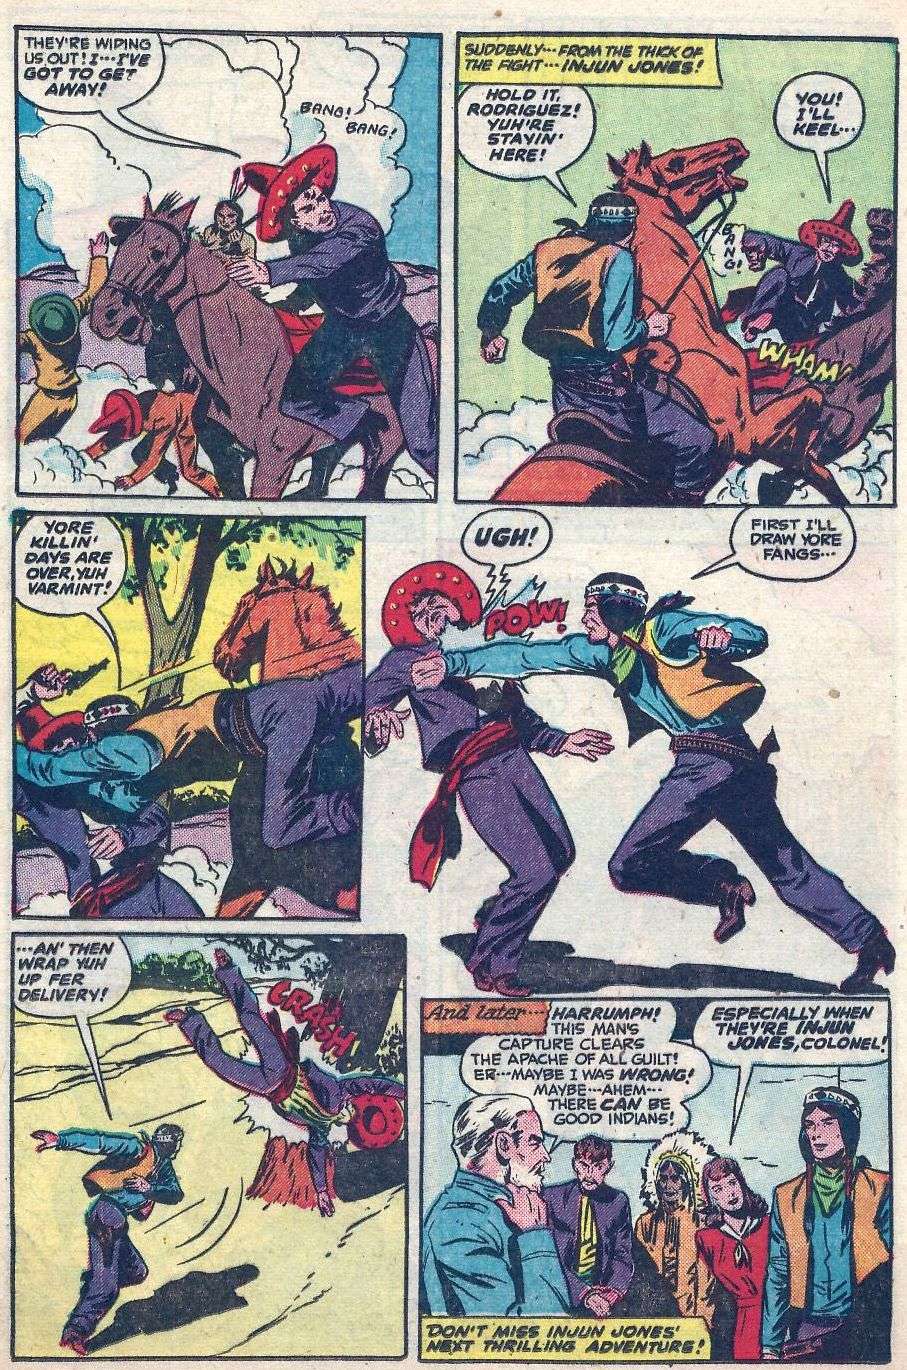 THEY'RE WIPING
US OUT! I---I'VE
GOT TO GET
AWAY!
BANG!
BANG!
SUDDENLY---FROM THE THICK OF
THE FIGHT---INJUN JONES!
HOLD IT,
RODRIGUEZ!
YUH'RE
STAYIN'
HERE!
YOU!
I'LL
KEEL---
BANG!
WHAM!
YORE
KILLIN'
DAYS ARE
OVER, YUH
VARMINT!
UGH!
POW!
FIRST I'LL
DRAW YORE
FANGS---
---AN' THEN
WRAP YUH
UP FER
DELIVERY!
CRASH
And later---
HARRUMPH!
THIS MAN'S
CAPTURE CLEARS
THE APACHE OF ALL GUILT!
ER---MAYBE I WAS WRONG!
MAYBE---AHEM---
THERE CAN BE
GOOD INDIANS!
ESPECIALLY WHEN
THEY'RE INJUN
JONES, COLONEL!
DON'T MISS INJUN JONES'
NEXT THRILLING ADVENTURE!